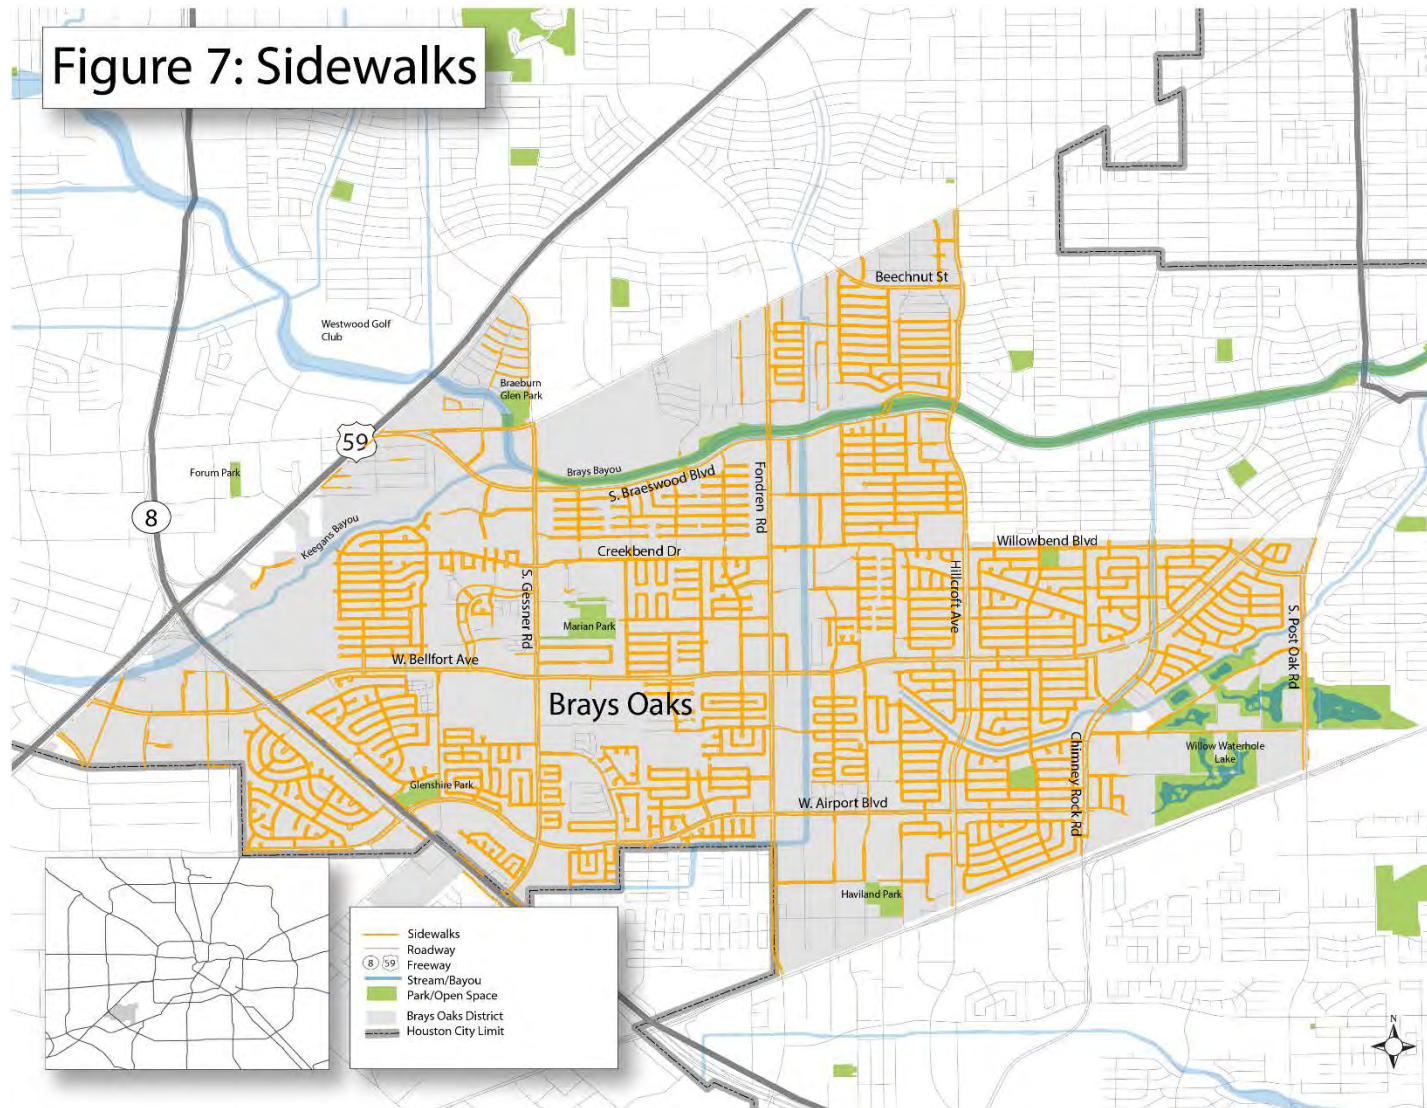 Figure 7: Sidewalks
Beechnut St
Westwood Golf
Club
Braeburn
Glen Park
59
Forum Park
Brays Bayou
S. Braeswood Blvd
Fondren Rd
8
Keegans Bayou
Creekbend Dr
Willowbend Blvd
S. Gessner Rd
Hillcroft Ave
S. Post Oak Rd
Marian Park
W. Bellfort Ave
Brays Oaks
Chimney Rock Rd
Willow Waterhole
Lake
Glenshire Park
W. Airport Blvd
Haviland Park
Sidewalks
Roadway
8 59 Freeway
Stream/Bayou
Park/Open Space
Brays Oaks District
Houston City Limit
N